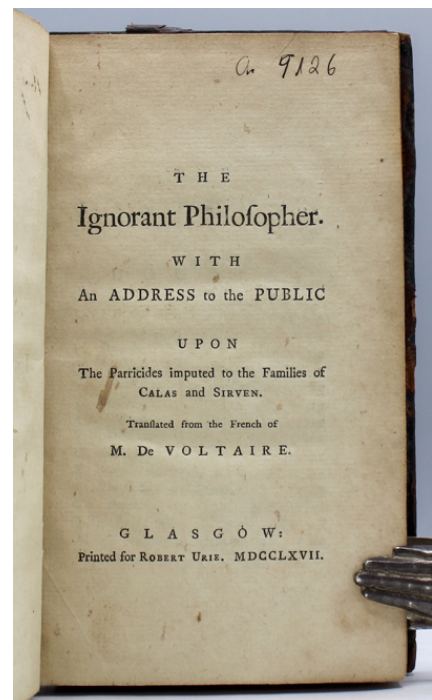 a 9126
THE
Ignorant Philoſopher.
WITH
An ADDRESS to the PUBLIC
UPON
The Parricides imputed to the Families of
CALAS and SIRVEN.
Tranſlated from the French of
M. De VOLTAIRE.
GLASGOW:
Printed for ROBERT URIE. MDCCLXVII.